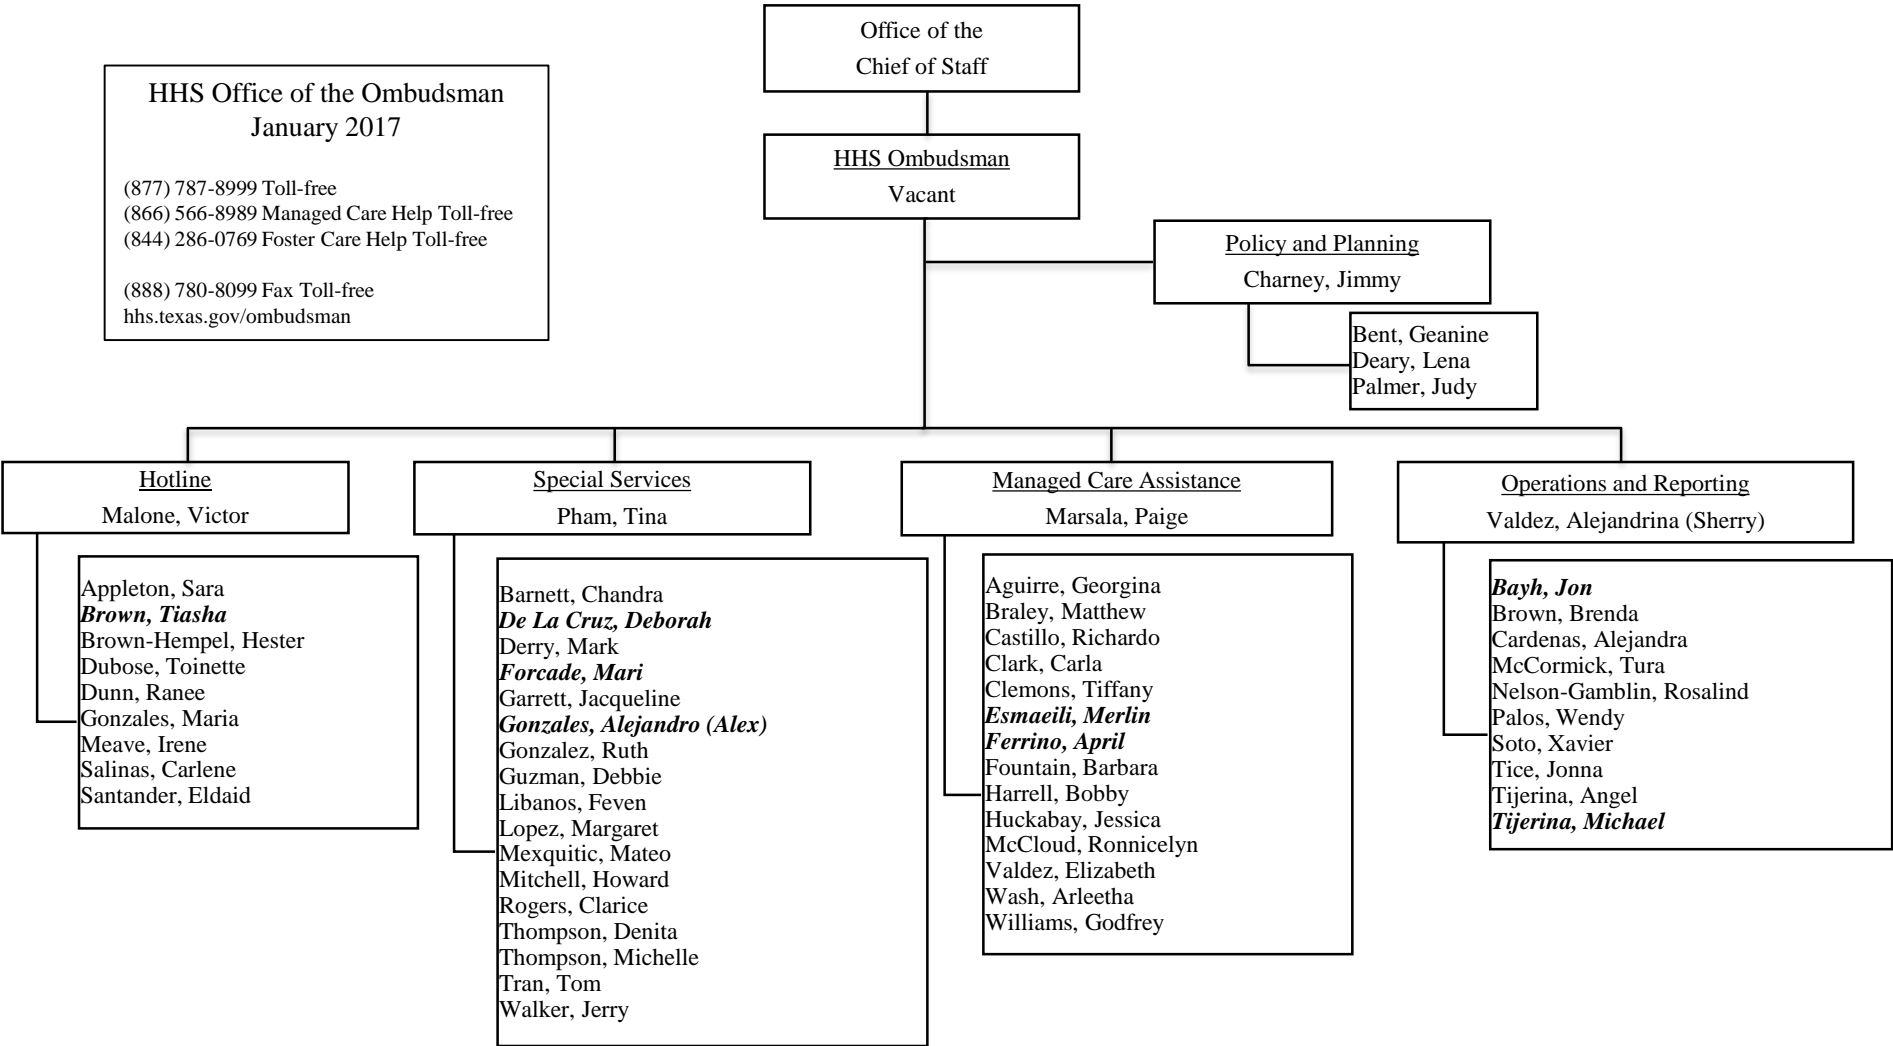 Office of the
Chief of Staff
HHS Office of the Ombudsman
January 2017
(877) 787-8999 Toll-free
(866) 566-8989 Managed Care Help Toll-free
(844) 286-0769 Foster Care Help Toll-free
(888) 780-8099 Fax Toll-free
hhs.texas.gov/ombudsman
HHS Ombudsman
Vacant
Policy and Planning
Charney, Jimmy
Bent, Geanine
Deary, Lena
Palmer, Judy
Hotline
Malone, Victor
Appleton, Sara
Brown, Tiasha
Brown-Hempel, Hester
Dubose, Toinette
Dunn, Ranee
Gonzales, Maria
Meave, Irene
Salinas, Carlene
Santander, Eldaid
Special Services
Pham, Tina
Barnett, Chandra
De La Cruz, Deborah
Derry, Mark
Forcade, Mari
Garrett, Jacqueline
Gonzales, Alejandro (Alex)
Gonzalez, Ruth
Guzman, Debbie
Libanos, Feven
Lopez, Margaret
Mexquitic, Mateo
Mitchell, Howard
Rogers, Clarice
Thompson, Denita
Thompson, Michelle
Tran, Tom
Walker, Jerry
Managed Care Assistance
Marsala, Paige
Aguirre, Georgina
Braley, Matthew
Castillo, Richardo
Clark, Carla
Clemons, Tiffany
Esmaeili, Merlin
Ferrino, April
Fountain, Barbara
Harrell, Bobby
Huckabay, Jessica
McCloud, Ronnicelyn
Valdez, Elizabeth
Wash, Arleetha
Williams, Godfrey
Operations and Reporting
Valdez, Alejandrina (Sherry)
Bayh, Jon
Brown, Brenda
Cardenas, Alejandra
McCormick, Tura
Nelson-Gamblin, Rosalind
Palos, Wendy
Soto, Xavier
Tice, Jonna
Tijerina, Angel
Tijerina, Michael